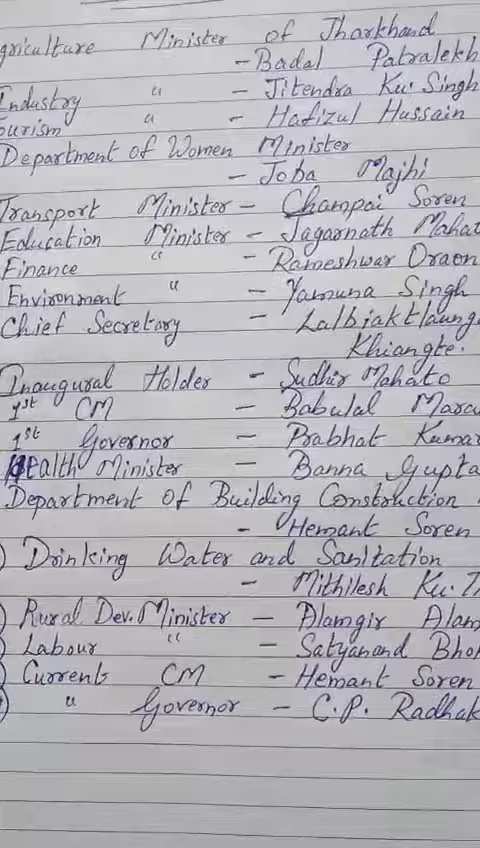 griculture Minister of Jharkhand
- Badal Patralekh
Industry " - Jitendra Ku. Singh
ourism " - Hafizul Hussain
Department of Women Minister
- Joba Majhi
Transport Minister - Champai Soren
Education Minister - Jagarnath Mahat
Finance " - Rameshwar Oraon
Environment " - Yamuna Singh
Chief Secretary - Lalbiaktlaung
Khiangte.
Inaugural Holder - Sudhir Mahato
1st CM - Babulal Mara
1st Governor - Prabhat Kumar
Health Minister - Banna Gupta
Department of Building Construction
- Hemant Soren
) Drinking Water and Sanitation
- Mithilesh Ku. T
) Rural Dev. Minister - Alamgir Alam
) Labour " - Satyanand Bho
) Current CM - Hemant Soren
) " Governor - C.P. Radhak